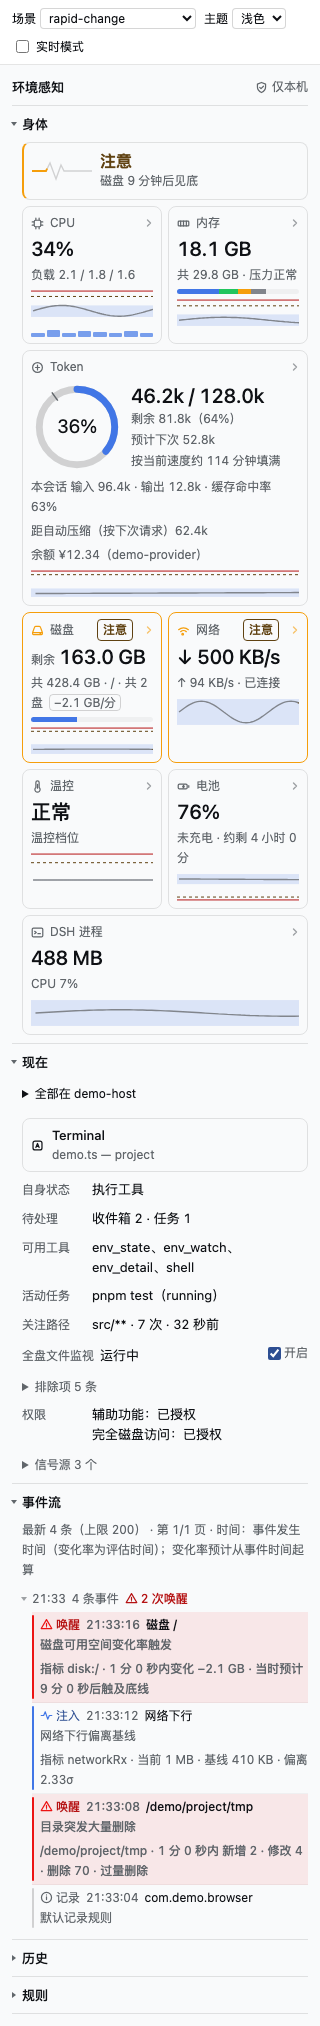 场景 rapid-change 主题 浅色
实时模式
环境感知 仅本机
身体
注意
磁盘 9 分钟后见底
CPU
34%
负载 2.1 / 1.8 / 1.6
内存
18.1 GB
共 29.8 GB · 压力正常
Token
36%
46.2k / 128.0k
剩余 81.8k（64%）
预计下次 52.8k
按当前速度约 114 分钟填满
本会话 输入 96.4k · 输出 12.8k · 缓存命中率
63%
距自动压缩（按下次请求）62.4k
余额 ¥12.34（demo-provider）
磁盘 注意
剩余 163.0 GB
共 428.4 GB · / · 共 2
盘 −2.1 GB/分
网络 注意
↓ 500 KB/s
↑ 94 KB/s · 已连接
温控
正常
温控档位
电池
76%
未充电 · 约剩 4 小时 0
分
DSH 进程
488 MB
CPU 7%
现在
全部在 demo-host
Terminal
demo.ts — project
自身状态 执行工具
待处理 收件箱 2 · 任务 1
可用工具 env_state、env_watch、
env_detail、shell
活动任务 pnpm test（running）
关注路径 src/** · 7 次 · 32 秒前
全盘文件监视 运行中 开启
排除项 5 条
权限 辅助功能：已授权
完全磁盘访问：已授权
信号源 3 个
事件流
最新 4 条（上限 200） · 第 1/1 页 · 时间：事件发生
时间（变化率为评估时间）；变化率预计从事件时间起
算
21:33 4 条事件 2 次唤醒
唤醒 21:33:16 磁盘 /
磁盘可用空间变化率触发
指标 disk:/ · 1 分 0 秒内变化 −2.1 GB · 当时预计
9 分 0 秒后触及底线
注入 21:33:12 网络下行
网络下行偏离基线
指标 networkRx · 当前 1 MB · 基线 410 KB · 偏离
2.33σ
唤醒 21:33:08 /demo/project/tmp
目录突发大量删除
/demo/project/tmp · 1 分 0 秒内 新增 2 · 修改 4
· 删除 70 · 过量删除
记录 21:33:04 com.demo.browser
默认记录规则
历史
规则